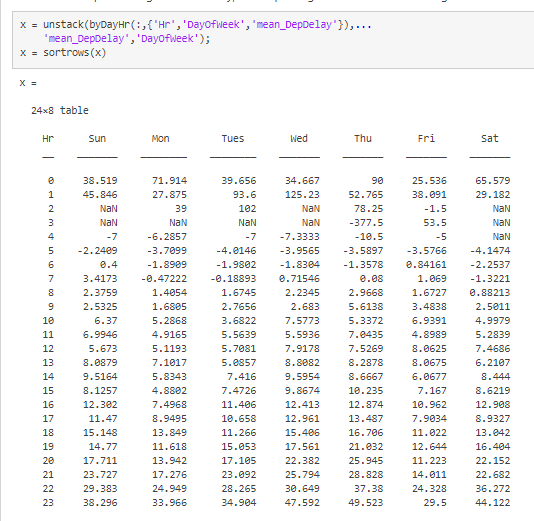 x = unstack(byDayHr(:,{'Hr','DayOfWeek','mean_DepDelay'}),...
'mean_DepDelay','DayOfWeek');
x = sortrows(x)
x =
24×8 table
Hr Sun Mon Tues Wed Thu Fri Sat
0 38.519 71.914 39.656 34.667 90 25.536 65.579
1 45.846 27.875 93.6 125.23 52.765 38.091 29.182
2 NaN 39 102 NaN 78.25 -1.5 NaN
3 NaN NaN NaN NaN -377.5 53.5 NaN
4 -7 -6.2857 -7 -7.3333 -10.5 -5 NaN
5 -2.2409 -3.7099 -4.0146 -3.9565 -3.5897 -3.5766 -4.1474
6 0.4 -1.8909 -1.9802 -1.8304 -1.3578 0.84161 -2.2537
7 3.4173 -0.47222 -0.18893 0.71546 0.08 1.069 -1.3221
8 2.3759 1.4054 1.6745 2.2345 2.9668 1.6727 0.88213
9 2.5325 1.6805 2.7656 2.683 5.6138 3.4838 2.5011
10 6.37 5.2868 3.6822 7.5773 5.3372 6.9391 4.9979
11 6.9946 4.9165 5.5639 5.5936 7.0435 4.8989 5.2839
12 5.673 5.1193 5.7081 7.9178 7.5269 8.0625 7.4686
13 8.0879 7.1017 5.0857 8.8082 8.2878 8.0675 6.2107
14 9.5164 5.8343 7.416 9.5954 8.6667 6.0677 8.444
15 8.1257 4.8802 7.4726 9.8674 10.235 7.167 8.6219
16 12.302 7.4968 11.406 12.413 12.874 10.962 12.908
17 11.47 8.9495 10.658 12.961 13.487 7.9034 8.9327
18 15.148 13.849 11.266 15.406 16.706 11.022 13.042
19 14.77 11.618 15.053 17.561 21.032 12.644 16.404
20 17.711 13.942 17.105 22.382 25.945 11.223 22.152
21 23.727 17.276 23.092 25.794 28.828 14.011 22.682
22 29.383 24.949 28.265 30.649 37.38 24.328 36.272
23 38.296 33.966 34.904 47.592 49.523 29.5 44.122